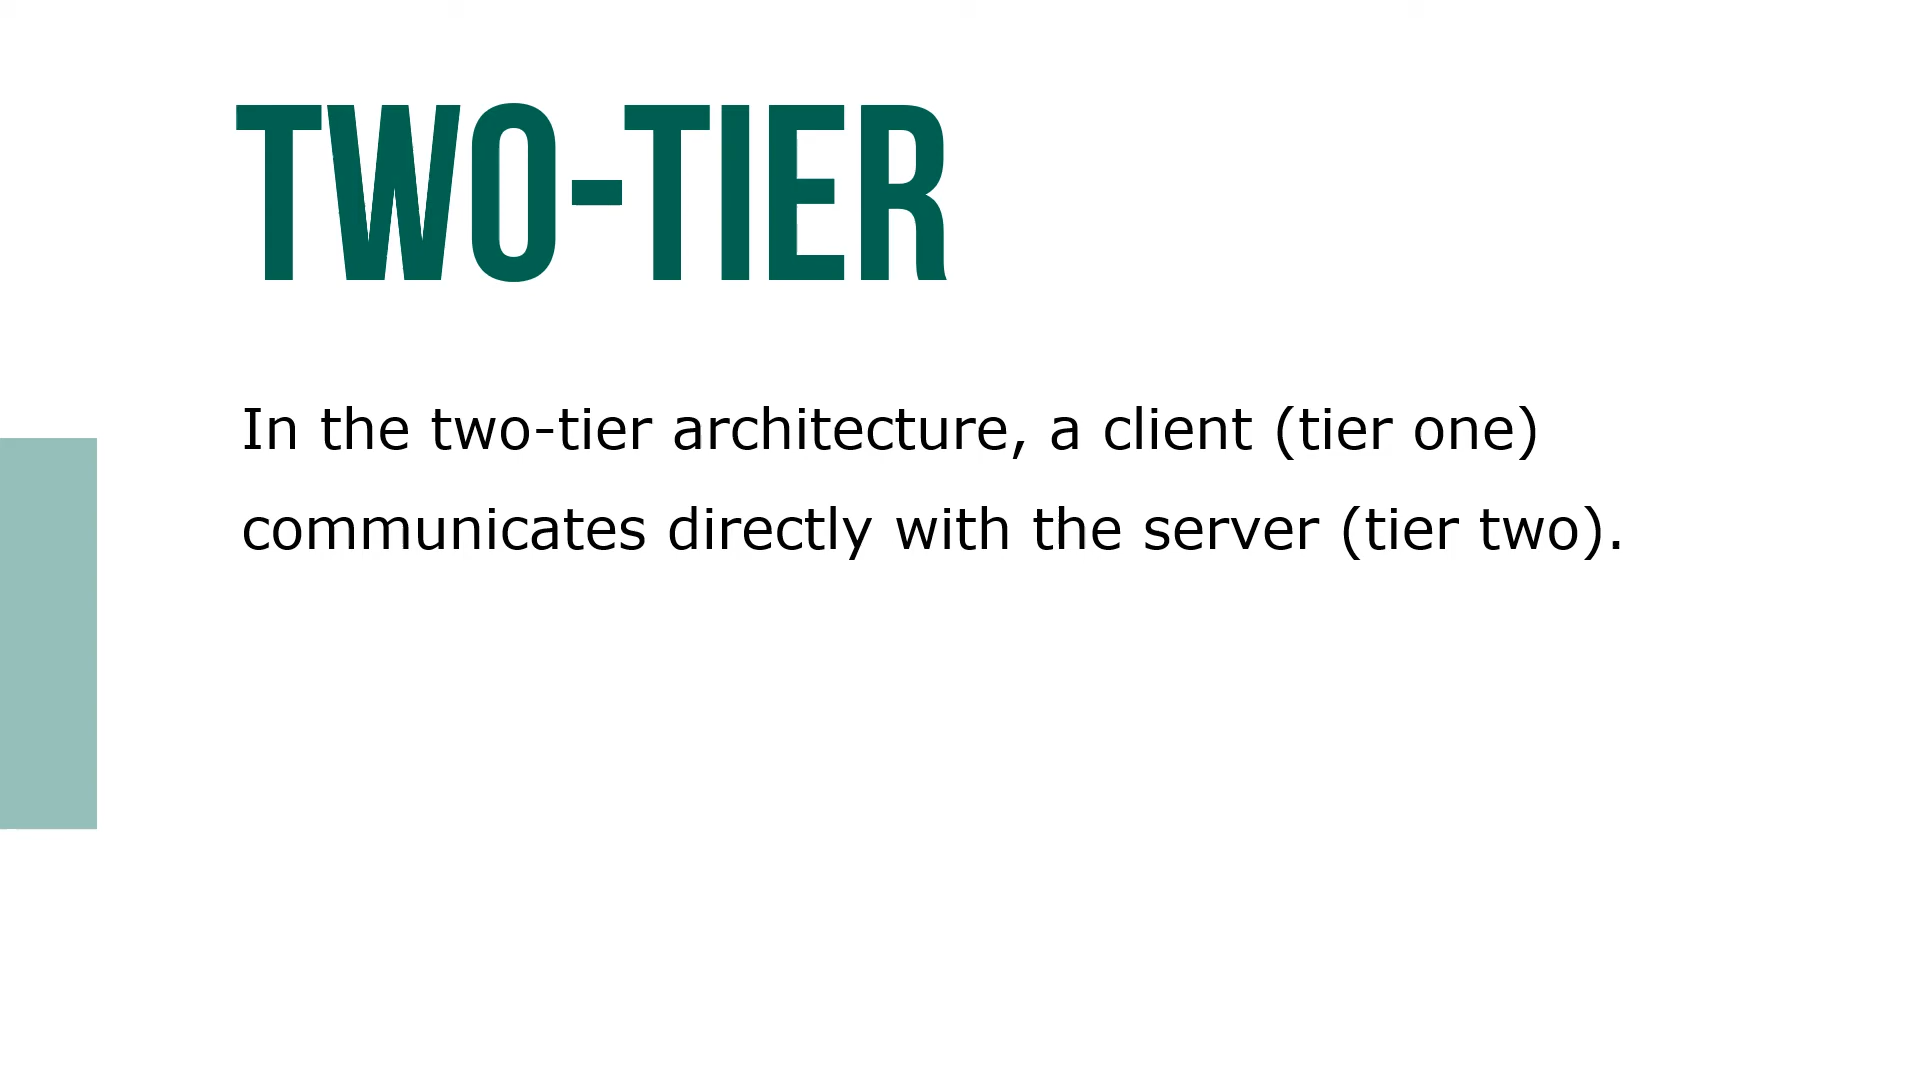 TWO-TIER
In the two-tier architecture, a client (tier one)
communicates directly with the server (tier two).